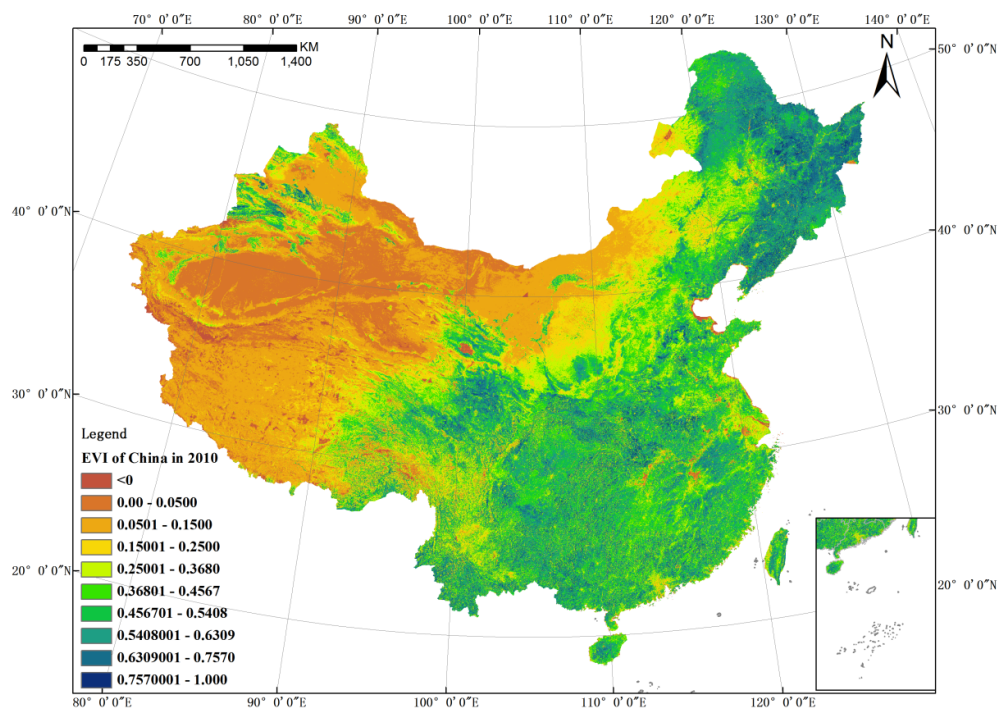 70° 0'0"E 80° 0'0"E 90° 0'0"E 100° 0'0"E 110° 0'0"E 120° 0'0"E 130° 0'0"E 140° 0'0"E
KM
0 175 350 700 1,050 1,400
N
50° 0'0"N
40° 0'0"N
40° 0'0"N
30° 0'0"N
30° 0'0"N
20° 0'0"N
20° 0'0"N
Legend
EVI of China in 2010
<0
0.00 - 0.0500
0.0501 - 0.1500
0.15001 - 0.2500
0.25001 - 0.3680
0.36801 - 0.4567
0.456701 - 0.5408
0.5408001 - 0.6309
0.6309001 - 0.7570
0.7570001 - 1.000
80° 0'0"E 90° 0'0"E 100° 0'0"E 110° 0'0"E 120° 0'0"E